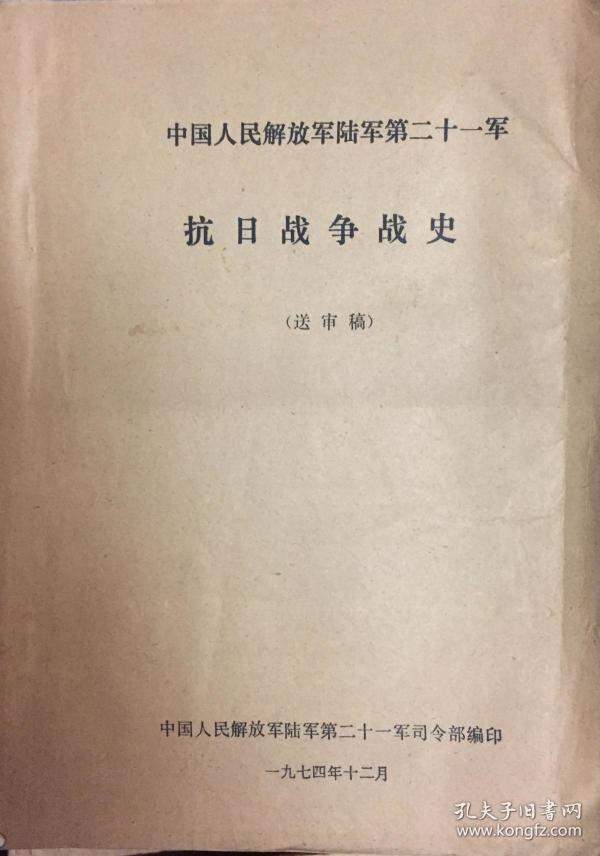 中国人民解放军陆军第二十一军
抗日战争战史
（送审稿）
中国人民解放军陆军第二十一军司令部编印
一九七四年十二月
孔夫子旧書网
www.kongfz.com